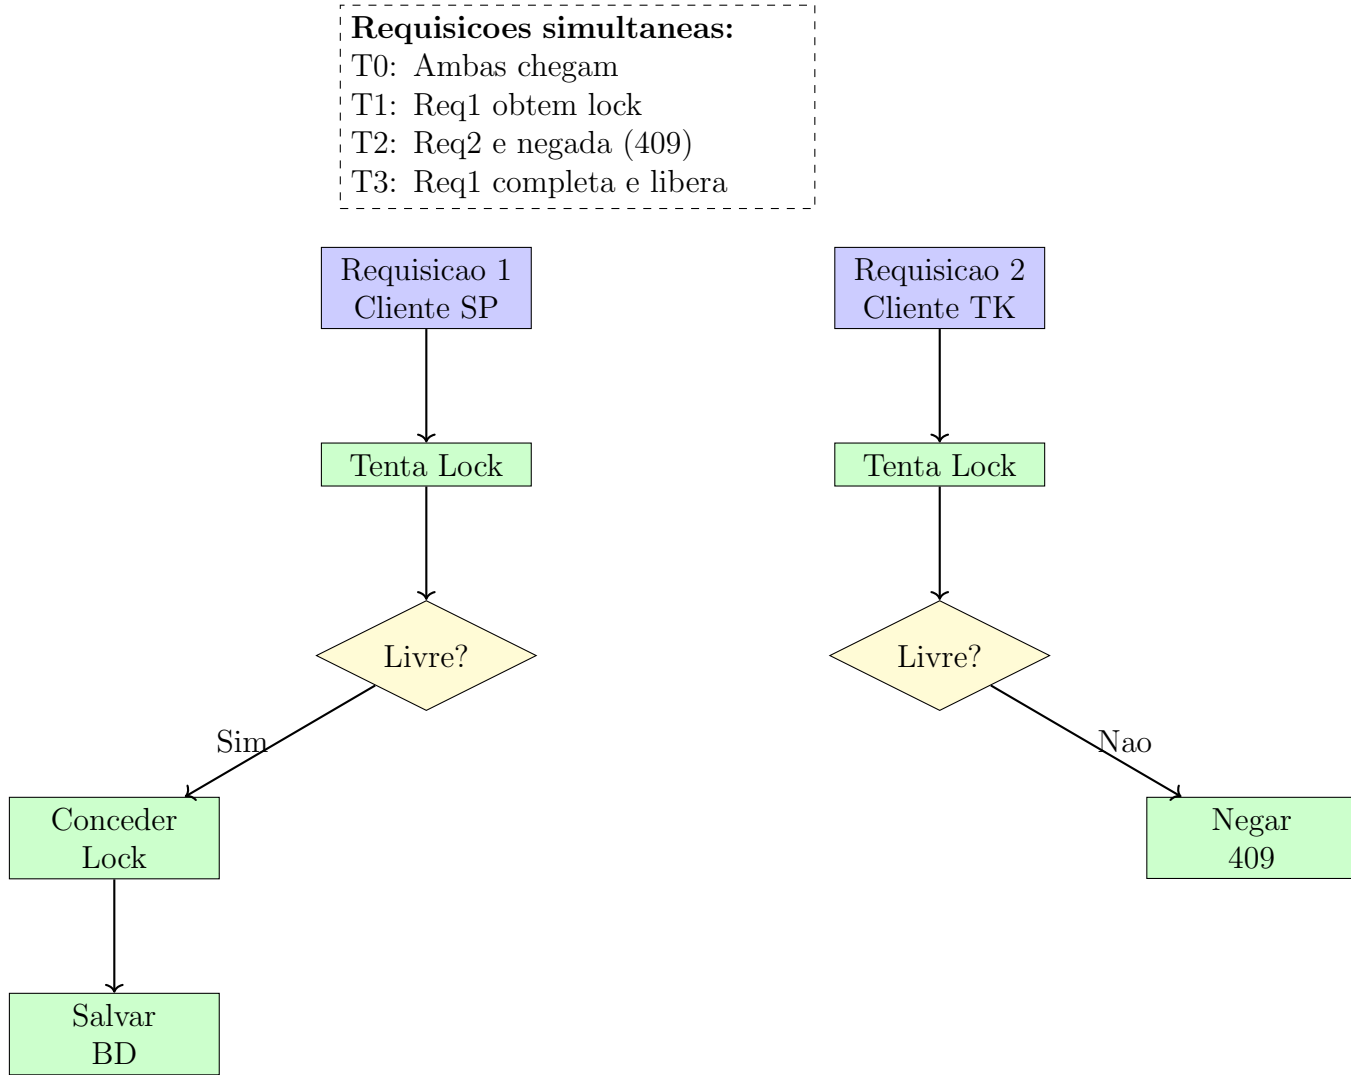 Requisicoes simultaneas:
T0: Ambas chegam
T1: Req1 obtem lock
T2: Req2 e negada (409)
T3: Req1 completa e libera
Requisicao 1
Cliente SP
Requisicao 2
Cliente TK
Tenta Lock
Tenta Lock
Livre?
Livre?
Sim
Nao
Conceder
Lock
Negar
409
Salvar
BD